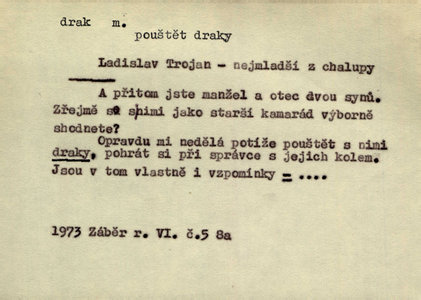 drak m.
pouštět draky
Ladislav Trojan - nejmladší z chalupy
A přitom jste manžel a otec dvou synů.
Zřejmě se s nimi jako starší kamarád výborně
shodnete?
Opravdu mi nedělá potíže pouštět s nimi
draky, pohrát si při správce s jejich kolem.
Jsou v tom vlastně i vzpomínky = ....
1973 Záběr r. VI. č.5 8a